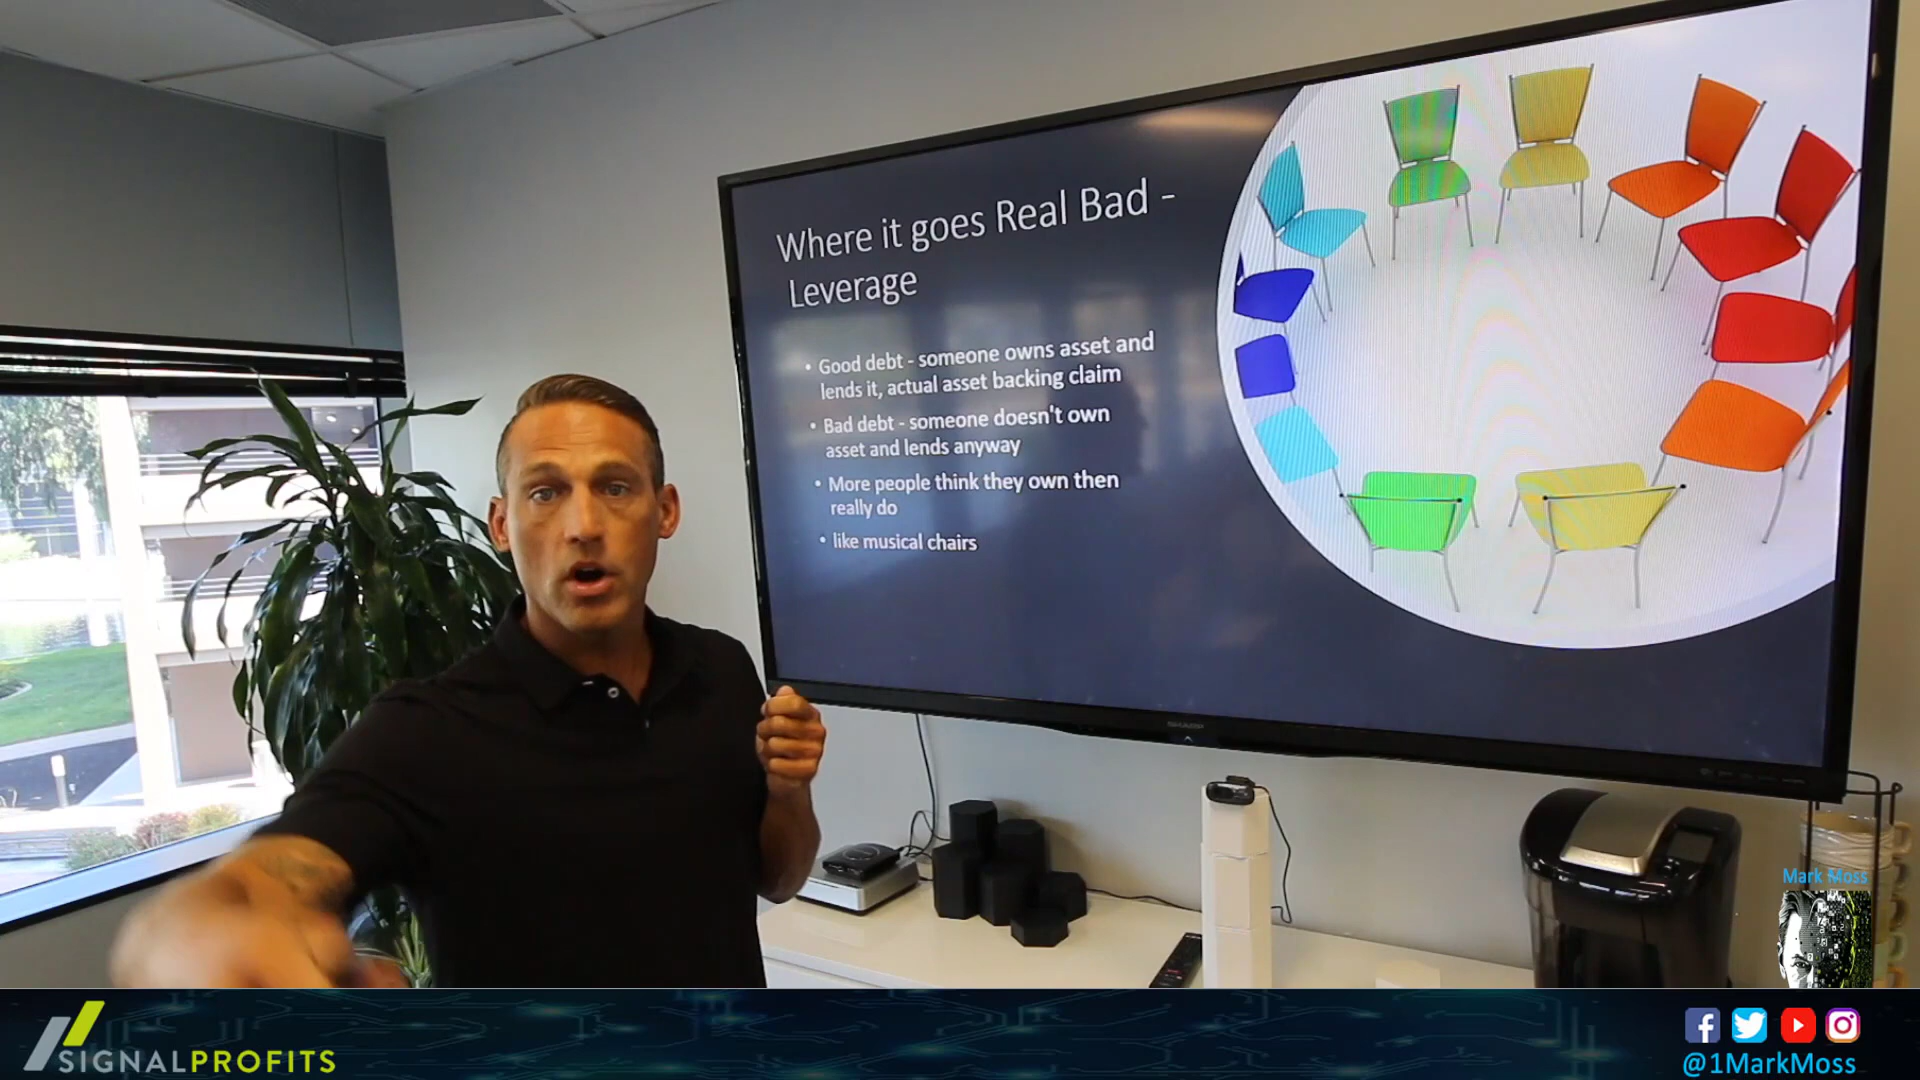 Where it goes Real Bad -
Leverage
• Good debt - someone owns asset and
lends it, actual asset backing claim
• Bad debt - someone doesn't own
asset and lends anyway
• More people think they own then
really do
• like musical chairs
SHARP
Mark Moss
SIGNALPROFITS
@1MarkMoss